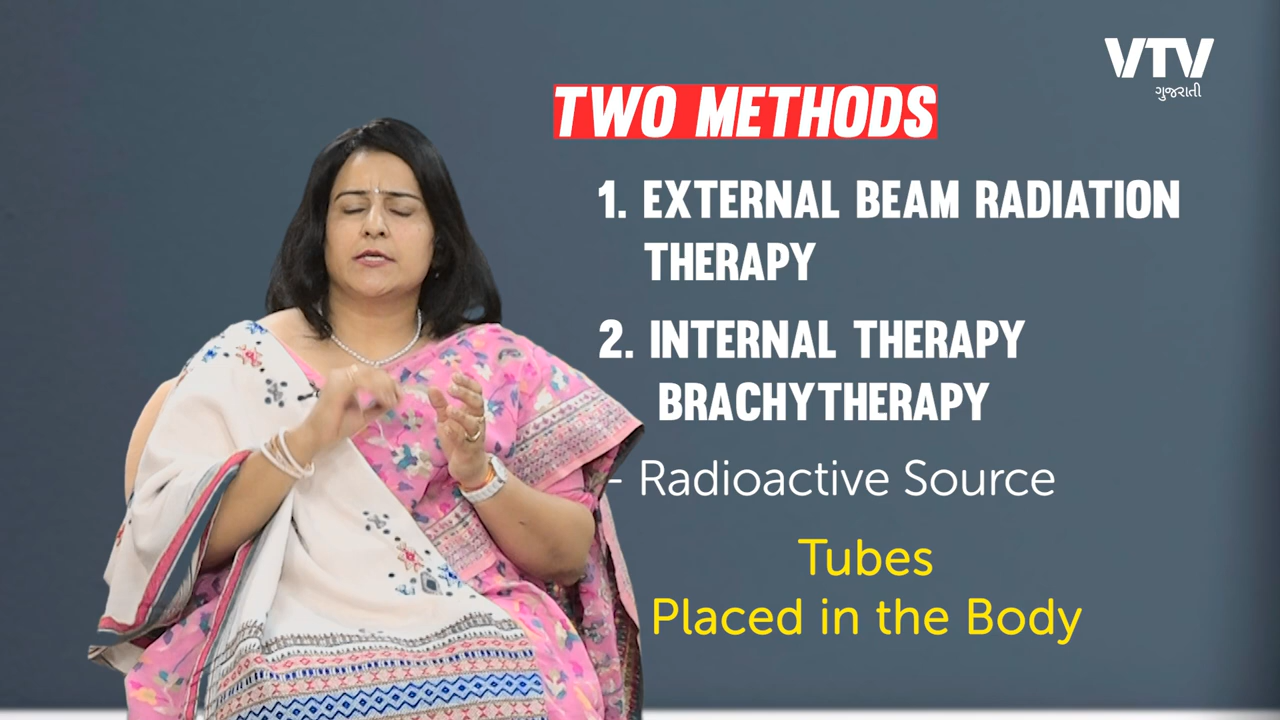 VTV
ગુજરાતી
TWO METHODS
1. EXTERNAL BEAM RADIATION
THERAPY
2. INTERNAL THERAPY
BRACHYTHERAPY
- Radioactive Source
Tubes
Placed in the Body